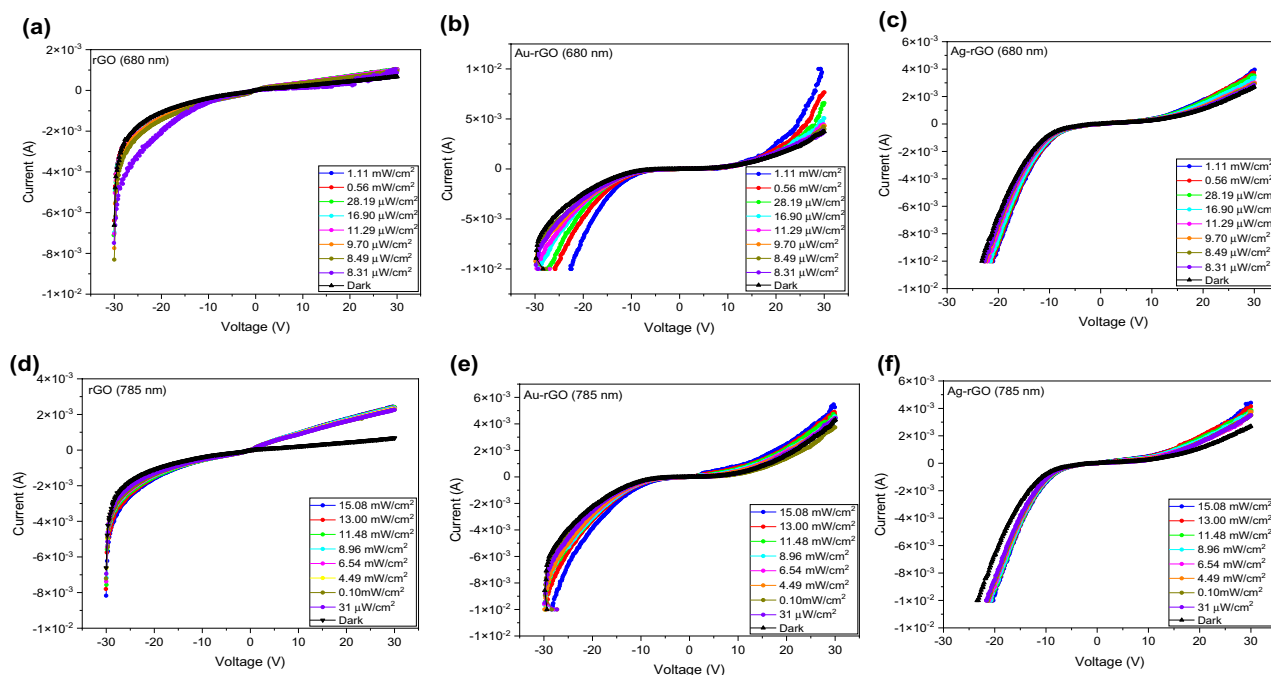 (a)
rGO (680 nm)
2×10⁻³
0
-2×10⁻³
-4×10⁻³
-6×10⁻³
-8×10⁻³
-1×10⁻²
Current (A)
-30 -20 -10 0 10 20 30
Voltage (V)
1.11 mW/cm²
0.56 mW/cm²
28.19 µW/cm²
16.90 µW/cm²
11.29 µW/cm²
9.70 µW/cm²
8.49 µW/cm²
8.31 µW/cm²
Dark
(b)
Au-rGO (680 nm)
1×10⁻²
5×10⁻³
0
-5×10⁻³
-1×10⁻²
Current (A)
-30 -20 -10 0 10 20 30
Voltage (V)
1.11 mW/cm²
0.56 mW/cm²
28.19 µW/cm²
16.90 µW/cm²
11.29 µW/cm²
9.70 µW/cm²
8.49 µW/cm²
8.31 µW/cm²
Dark
(c)
Ag-rGO (680 nm)
6×10⁻³
4×10⁻³
2×10⁻³
0
-2×10⁻³
-4×10⁻³
-6×10⁻³
-8×10⁻³
-1×10⁻²
Current (A)
-30 -20 -10 0 10 20 30
Voltage (V)
1.11 mW/cm²
0.56 mW/cm²
28.19 µW/cm²
16.90 µW/cm²
11.29 µW/cm²
9.70 µW/cm²
8.49 µW/cm²
8.31 µW/cm²
Dark
(d)
rGO (785 nm)
4×10⁻³
2×10⁻³
0
-2×10⁻³
-4×10⁻³
-6×10⁻³
-8×10⁻³
-1×10⁻²
Current (A)
-30 -20 -10 0 10 20 30
Voltage (V)
15.08 mW/cm²
13.00 mW/cm²
11.48 mW/cm²
8.96 mW/cm²
6.54 mW/cm²
4.49 mW/cm²
0.10mW/cm²
31 µW/cm²
Dark
(e)
Au-rGO (785 nm)
6×10⁻³
4×10⁻³
2×10⁻³
0
-2×10⁻³
-4×10⁻³
-6×10⁻³
-8×10⁻³
-1×10⁻²
Current (A)
-30 -20 -10 0 10 20 30
Voltage (V)
15.08 mW/cm²
13.00 mW/cm²
11.48 mW/cm²
8.96 mW/cm²
6.54 mW/cm²
4.49 mW/cm²
0.10mW/cm²
31 µW/cm²
Dark
(f)
Ag-rGO (785 nm)
6×10⁻³
4×10⁻³
2×10⁻³
0
-2×10⁻³
-4×10⁻³
-6×10⁻³
-8×10⁻³
-1×10⁻²
Current (A)
-30 -20 -10 0 10 20 30
Voltage (V)
15.08 mW/cm²
13.00 mW/cm²
11.48 mW/cm²
8.96 mW/cm²
6.54 mW/cm²
4.49 mW/cm²
0.10mW/cm²
31 µW/cm²
Dark